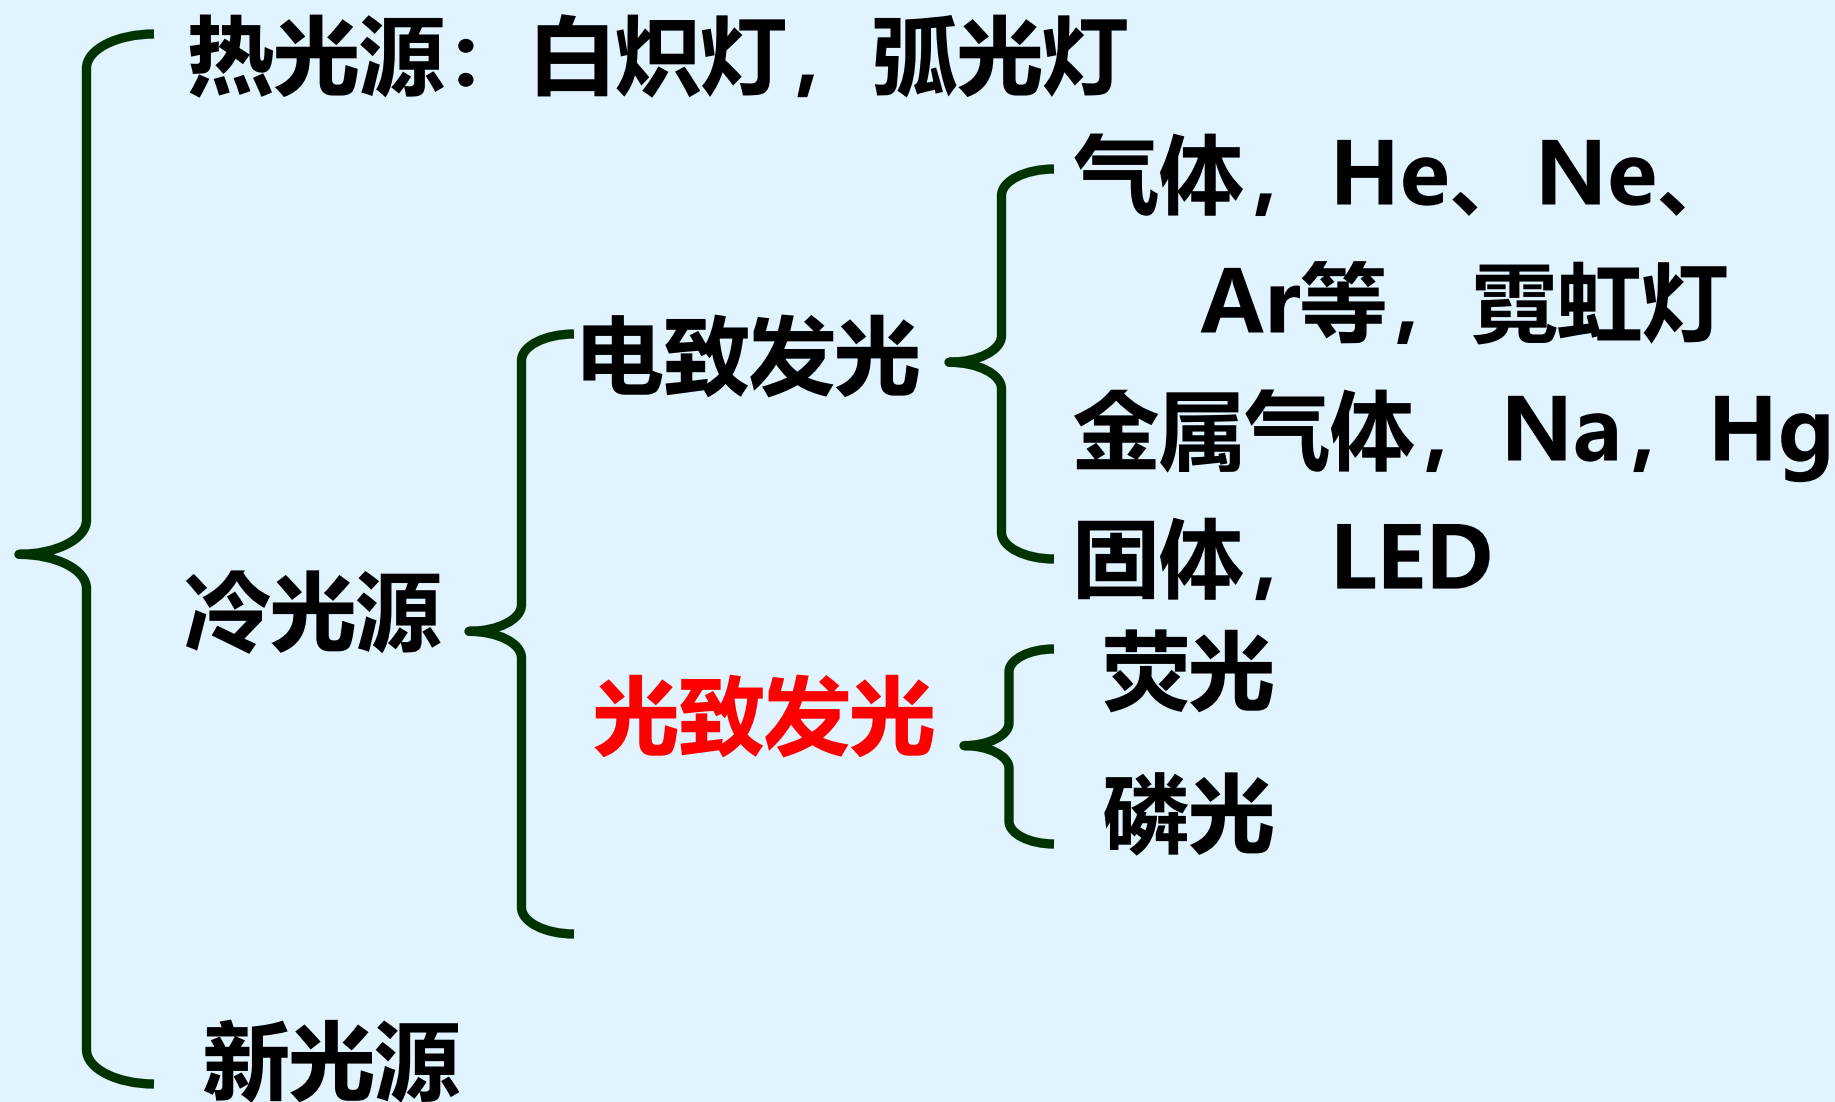 热光源：白炽灯，弧光灯
气体，He、Ne、
Ar等，霓虹灯
电致发光
金属气体，Na，Hg
固体，LED
冷光源
荧光
光致发光
磷光
新光源